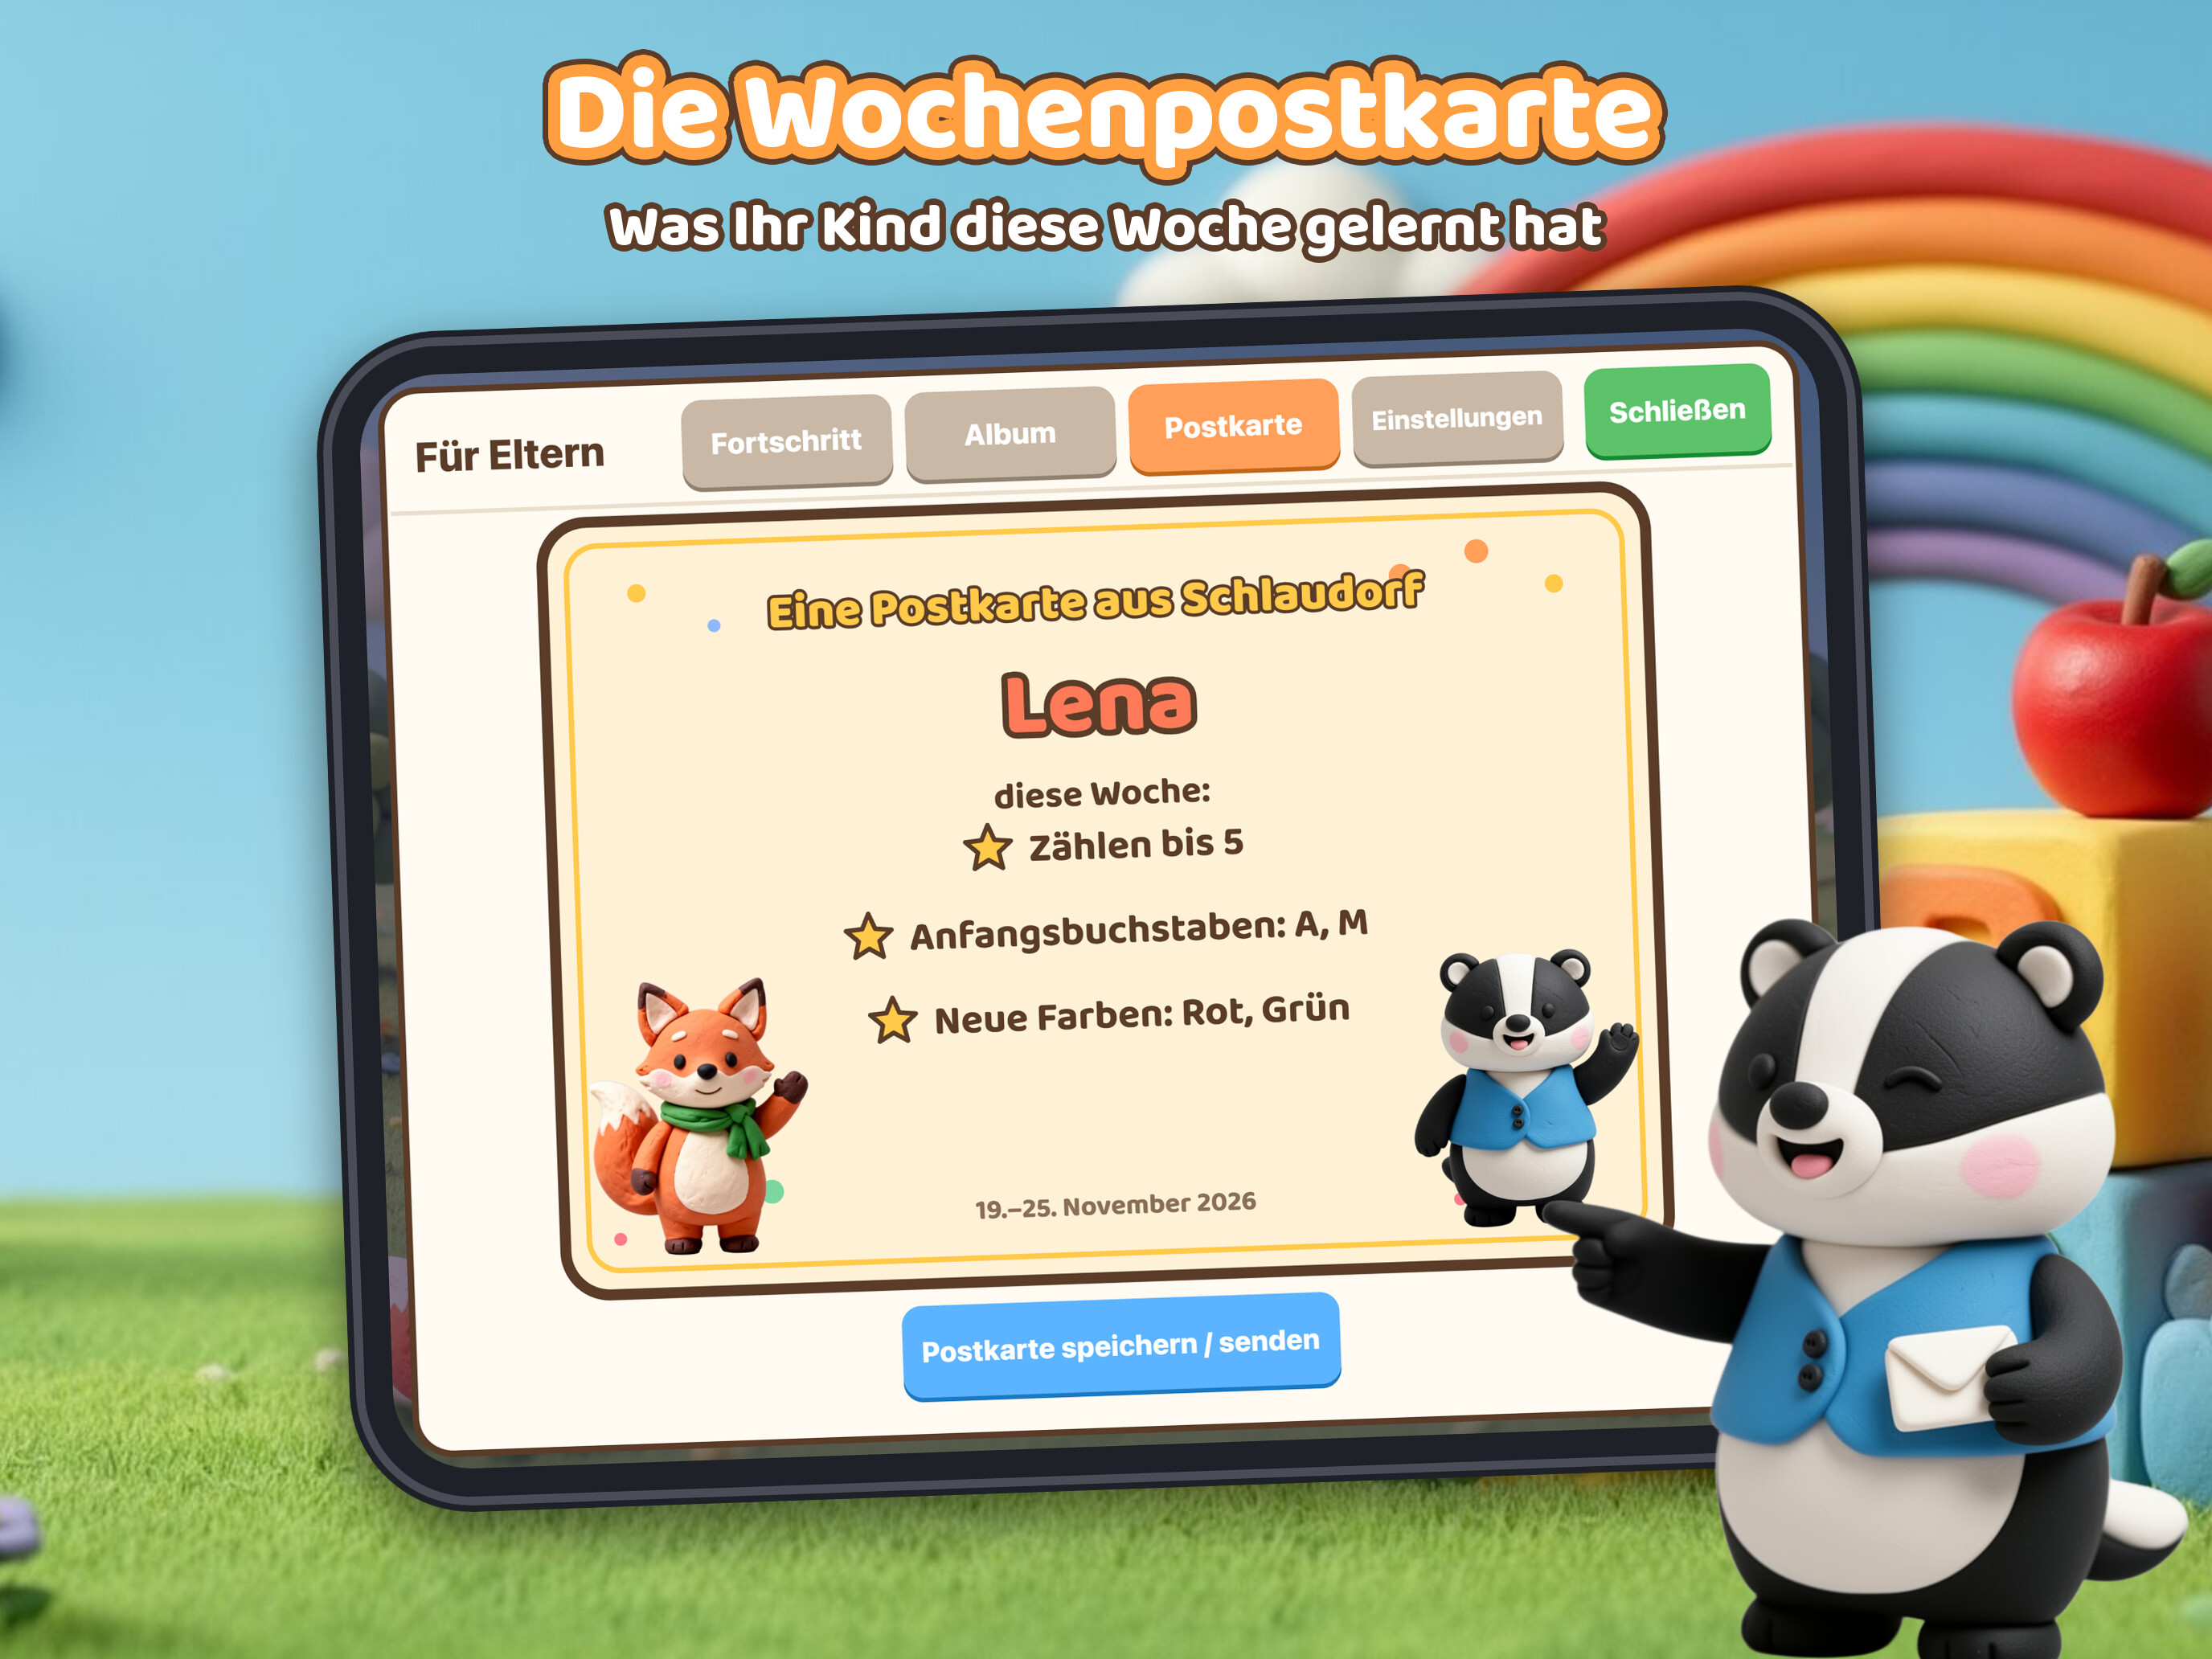 Die Wochenpostkarte
Was Ihr Kind diese Woche gelernt hat
Für Eltern
Fortschritt
Album
Postkarte
Einstellungen
Schließen
Eine Postkarte aus Schlaudorf
Lena
diese Woche:
Zählen bis 5
Anfangsbuchstaben: A, M
Neue Farben: Rot, Grün
19.–25. November 2026
Postkarte speichern / senden